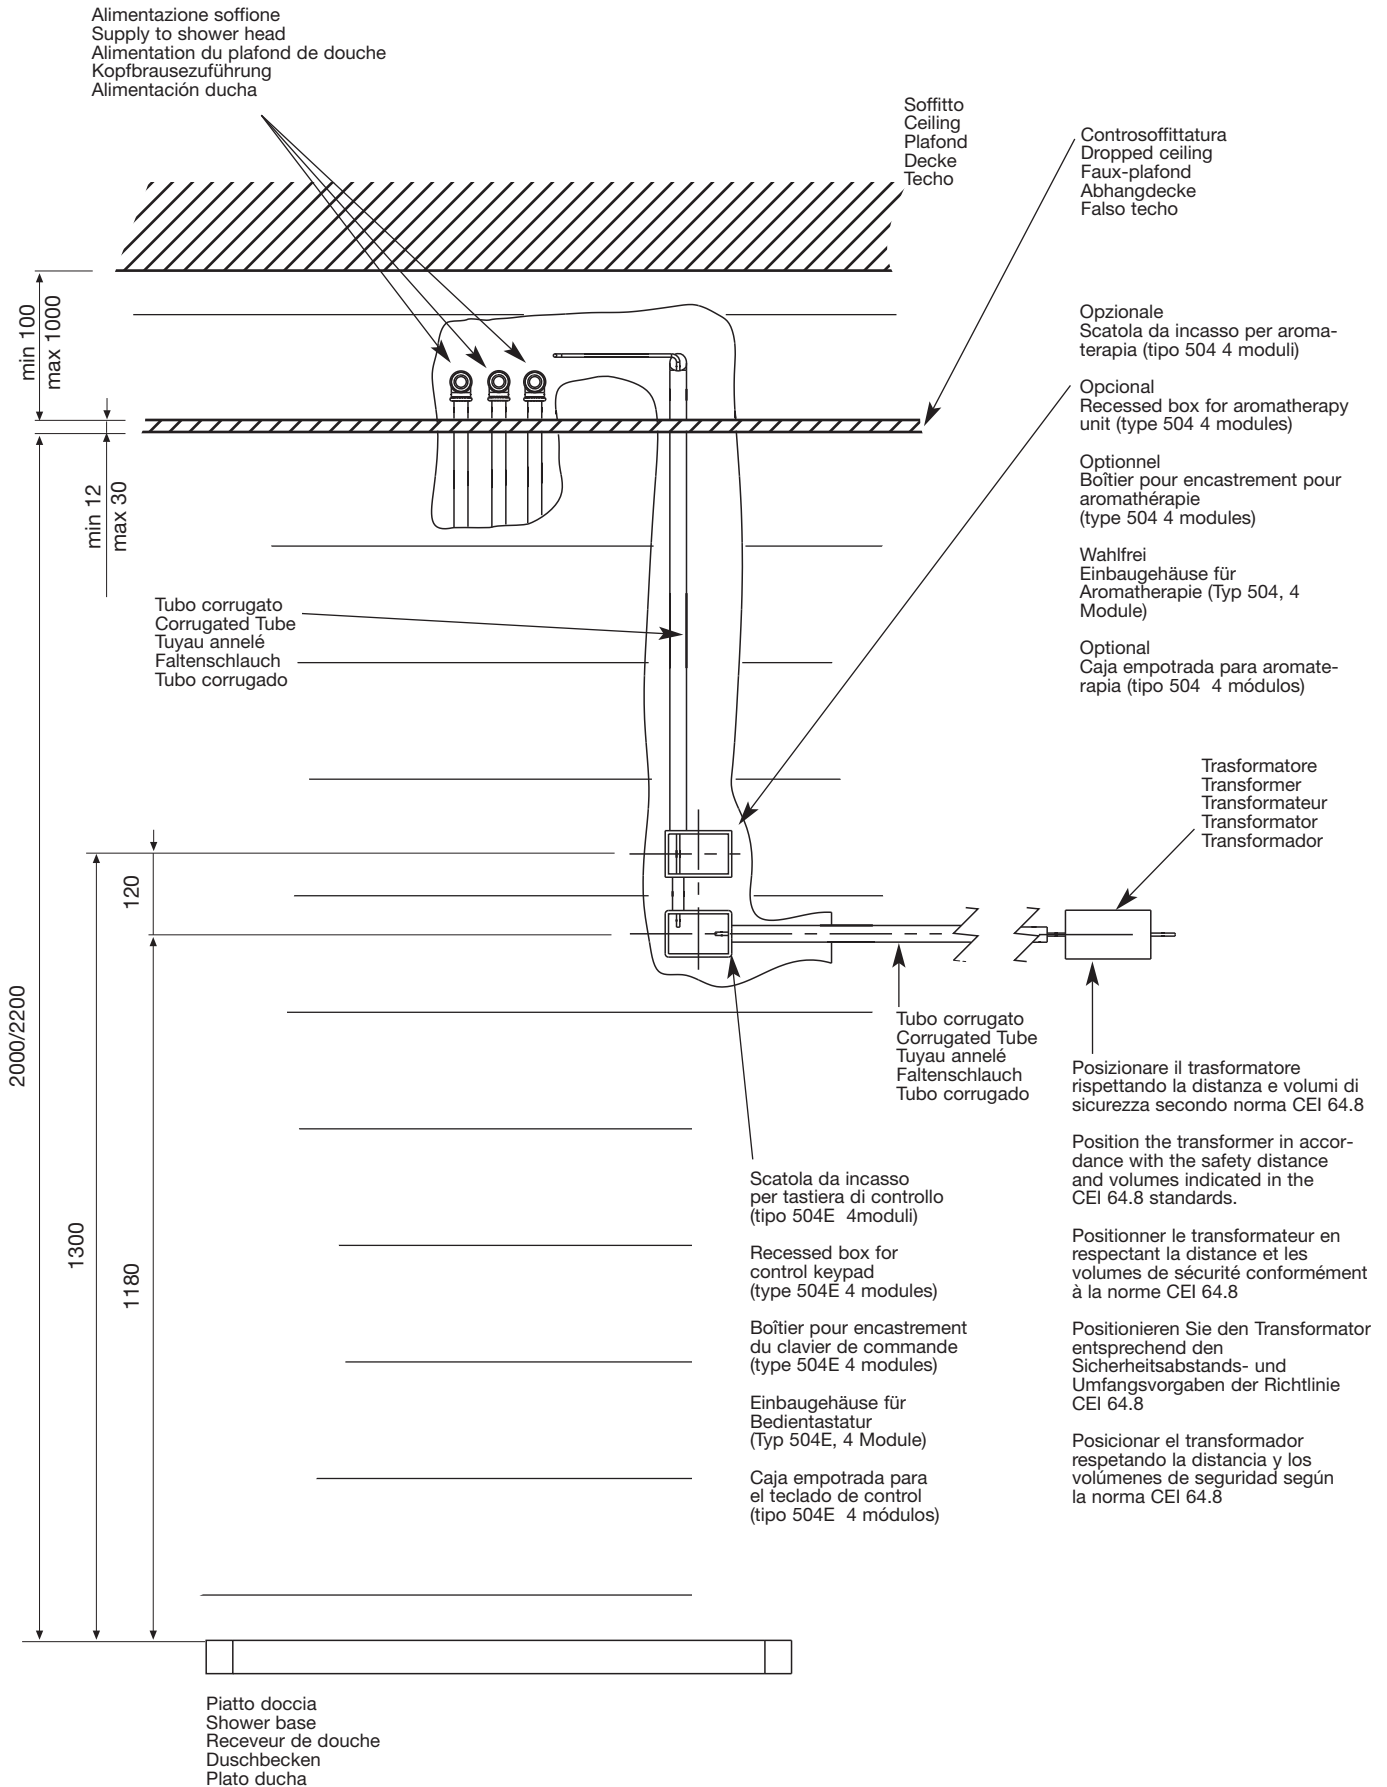 Alimentazione soffione
Supply to shower head
Alimentation du plafond de douche
Kopfbrausezuführung
Alimentación ducha
Soffitto
Ceiling
Plafond
Decke
Techo
Controsoffittatura
Dropped ceiling
Faux-plafond
Abhangdecke
Falso techo
min 100
max 1000
Opzionale
Scatola da incasso per aroma-
terapia (tipo 504 4 moduli)
Opcional
Recessed box for aromatherapy
unit (type 504 4 modules)
Optionnel
Boîtier pour encastrement pour
aromathérapie
(type 504 4 modules)
Wahlfrei
Einbaugehäuse für
Aromatherapie (Typ 504, 4
Module)
Optional
Caja empotrada para aromate-
rapia (tipo 504  4 módulos)
min 12
max 30
Tubo corrugato
Corrugated Tube
Tuyau annelé
Faltenschlauch
Tubo corrugado
Trasformatore
Transformer
Transformateur
Transformator
Transformador
120
2000/2200
1300
1180
Tubo corrugato
Corrugated Tube
Tuyau annelé
Faltenschlauch
Tubo corrugado
Posizionare il trasformatore
rispettando la distanza e volumi di
sicurezza secondo norma CEI 64.8
Position the transformer in accor-
dance with the safety distance
and volumes indicated in the
CEI 64.8 standards.
Positionner le transformateur en
respectant la distance et les
volumes de sécurité conformément
à la norme CEI 64.8
Positionieren Sie den Transformator
entsprechend den
Sicherheitsabstands- und
Umfangsvorgaben der Richtlinie
CEI 64.8
Posicionar el transformador
respetando la distancia y los
volúmenes de seguridad según
la norma CEI 64.8
Scatola da incasso
per tastiera di controllo
(tipo 504E  4moduli)
Recessed box for
control keypad
(type 504E 4 modules)
Boîtier pour encastrement
du clavier de commande
(type 504E 4 modules)
Einbaugehäuse für
Bedientastatur
(Typ 504E, 4 Module)
Caja empotrada para
el teclado de control
(tipo 504E  4 módulos)
Piatto doccia
Shower base
Receveur de douche
Duschbecken
Plato ducha